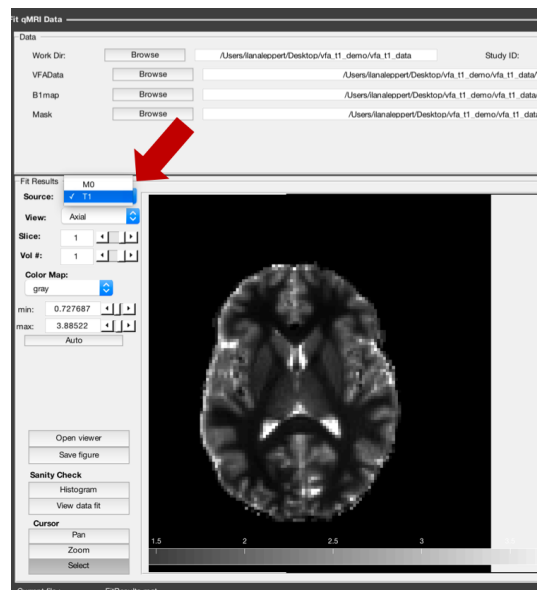 Fit qMRI Data
Data
Work Dir: Browse /Users/ilanaleppert/Desktop/vfa_t1_demo/vfa_t1_data Study ID:
VFAData Browse /Users/ilanaleppert/Desktop/vfa_t1_demo/vfa_t1_data/
B1map Browse /Users/ilanaleppert/Desktop/vfa_t1_demo/vfa_t1_data/
Mask Browse /Users/ilanaleppert/Desktop/vfa_t1_demo/vfa_t1_data
Fit Results
M0
Source: ✓ T1
View: Axial
Slice: 1
Vol #: 1
Color Map:
gray
min: 0.727687
max: 3.88522
Auto
Open viewer
Save figure
Sanity Check
Histogram
View data fit
Cursor
Pan
Zoom
Select
1.5 2 2.5 3